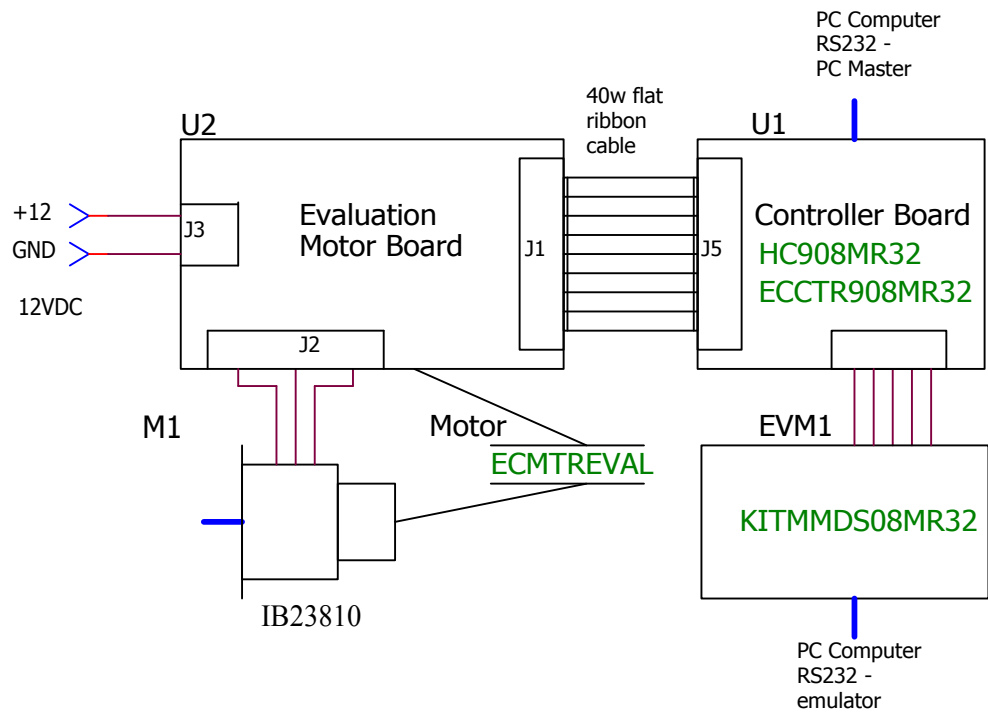 PC Computer
RS232 -
PC Master
40w flat
ribbon
cable
U2
U1
+12
GND
12VDC
J3
Evaluation
Motor Board
J1
J5
Controller Board
HC908MR32
ECCTR908MR32
J2
M1
Motor
ECMTREVAL
EVM1
KITMMDS08MR32
IB23810
PC Computer
RS232 -
emulator